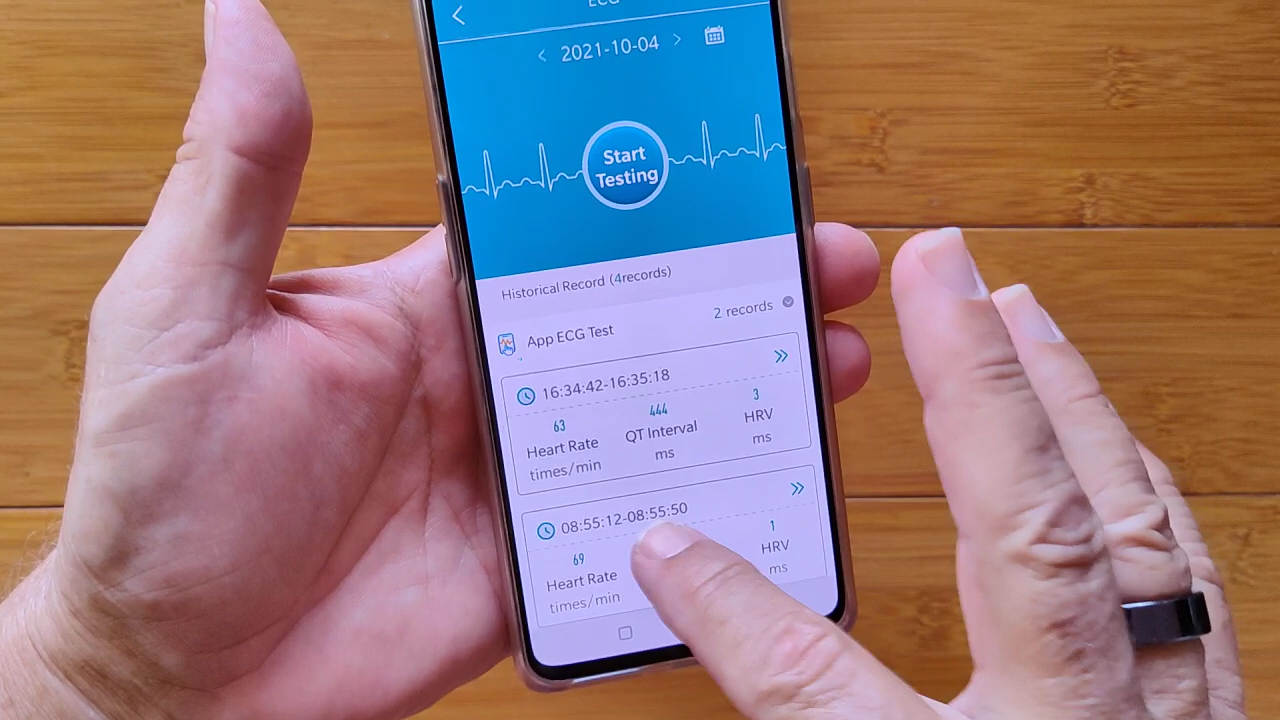 ECG
2021-10-04
Start
Testing
Historical Record (4records)
App ECG Test
2 records
16:34:42-16:35:18
63
444
3
Heart Rate
QT Interval
HRV
times/min
ms
ms
08:55:12-08:55:50
69
1
Heart Rate
HRV
times/min
ms